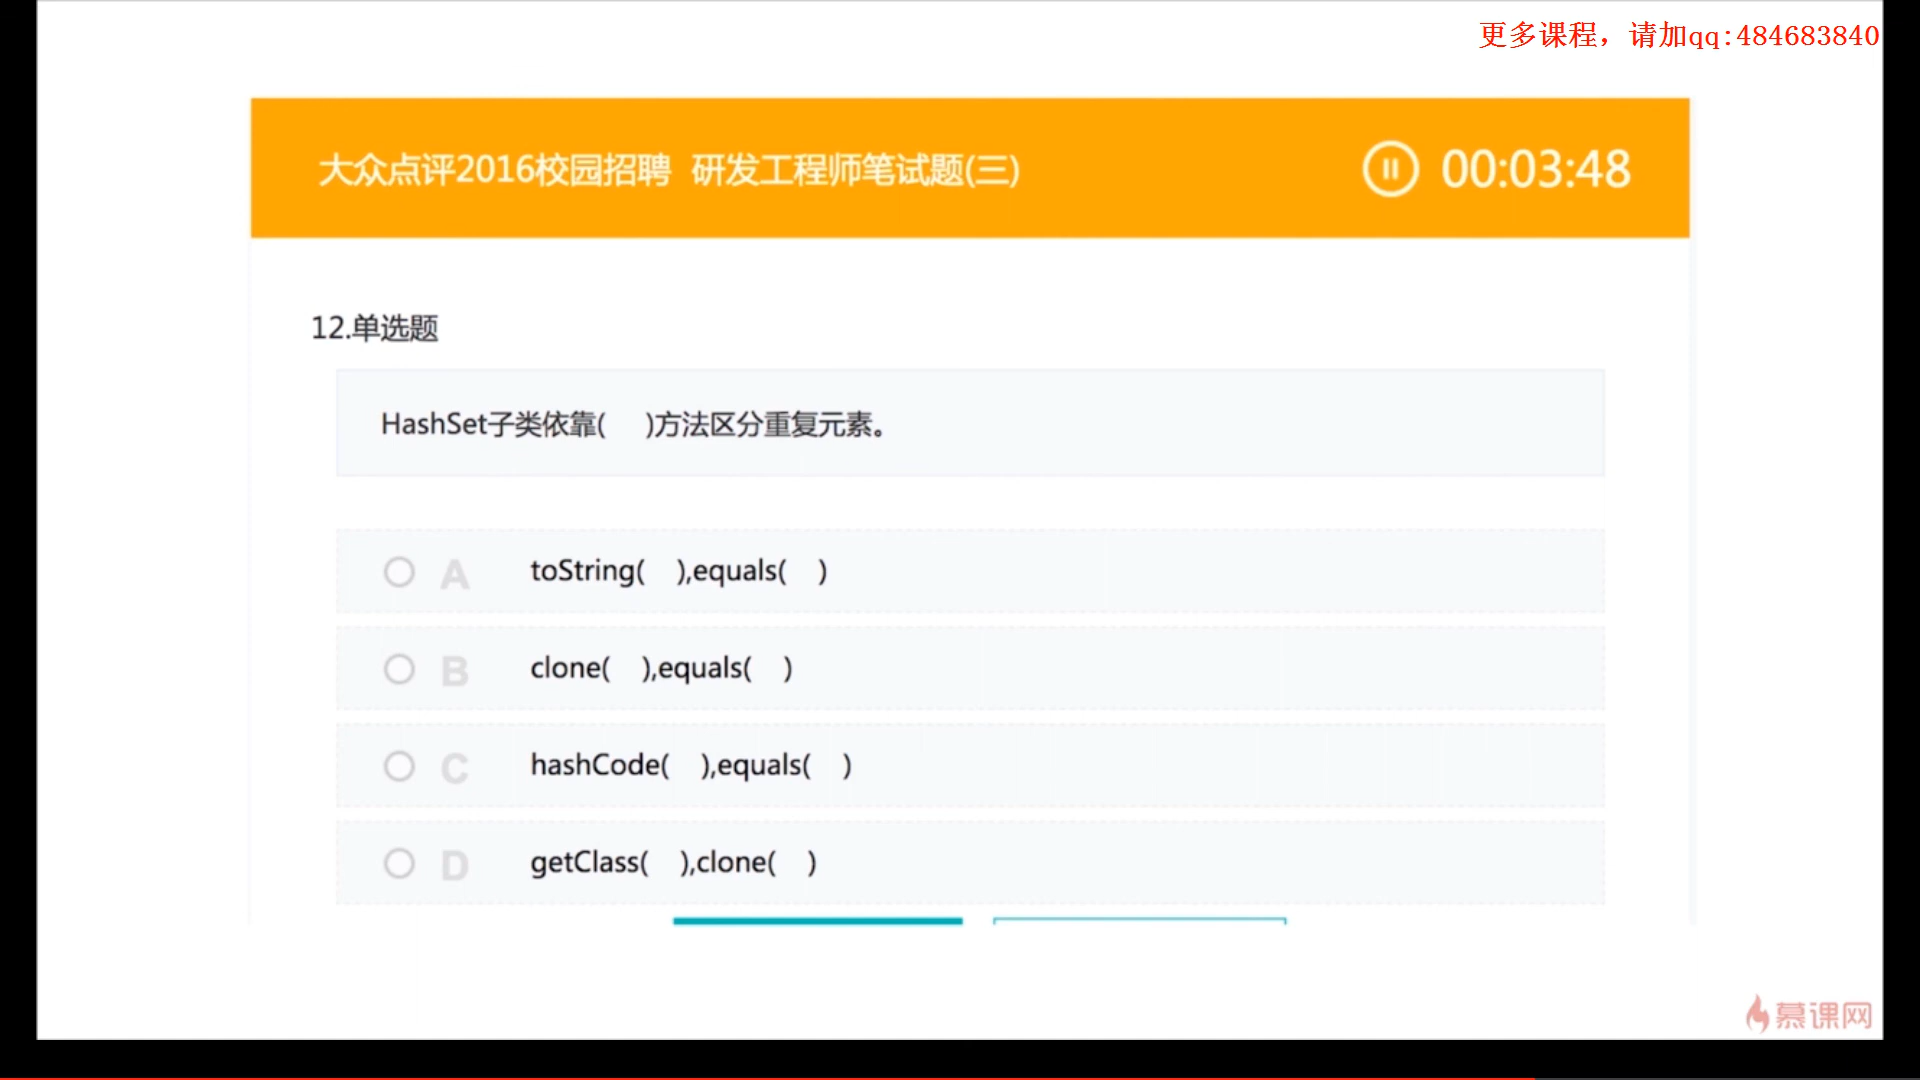 更多课程，请加qq:484683840
大众点评2016校园招聘 研发工程师笔试题(三)
00:03:48
12.单选题
HashSet子类依靠( )方法区分重复元素。
A toString( ),equals( )
B clone( ),equals( )
C hashCode( ),equals( )
D getClass( ),clone( )
慕课网